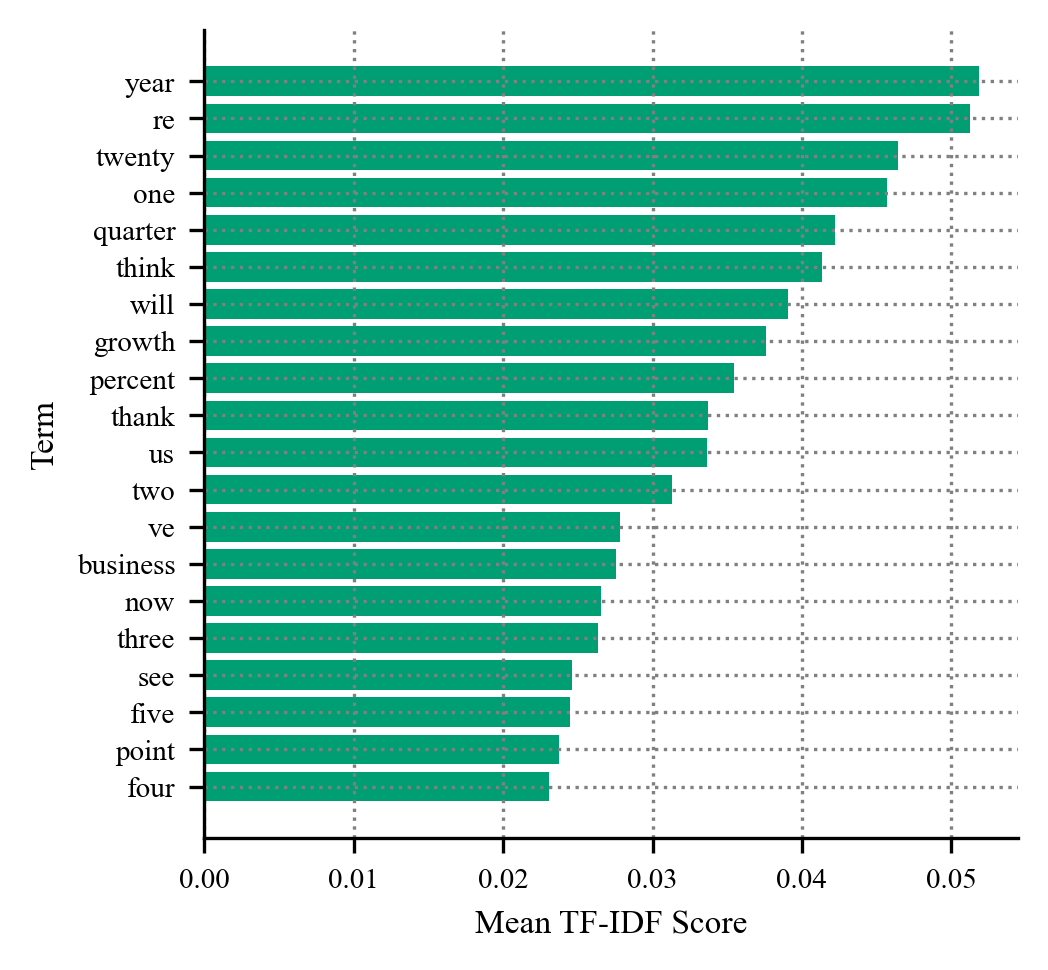 year
re
twenty
one
quarter
think
will
growth
percent
thank
us
two
ve
business
now
three
see
five
point
four
Term
0.00 0.01 0.02 0.03 0.04 0.05
Mean TF-IDF Score